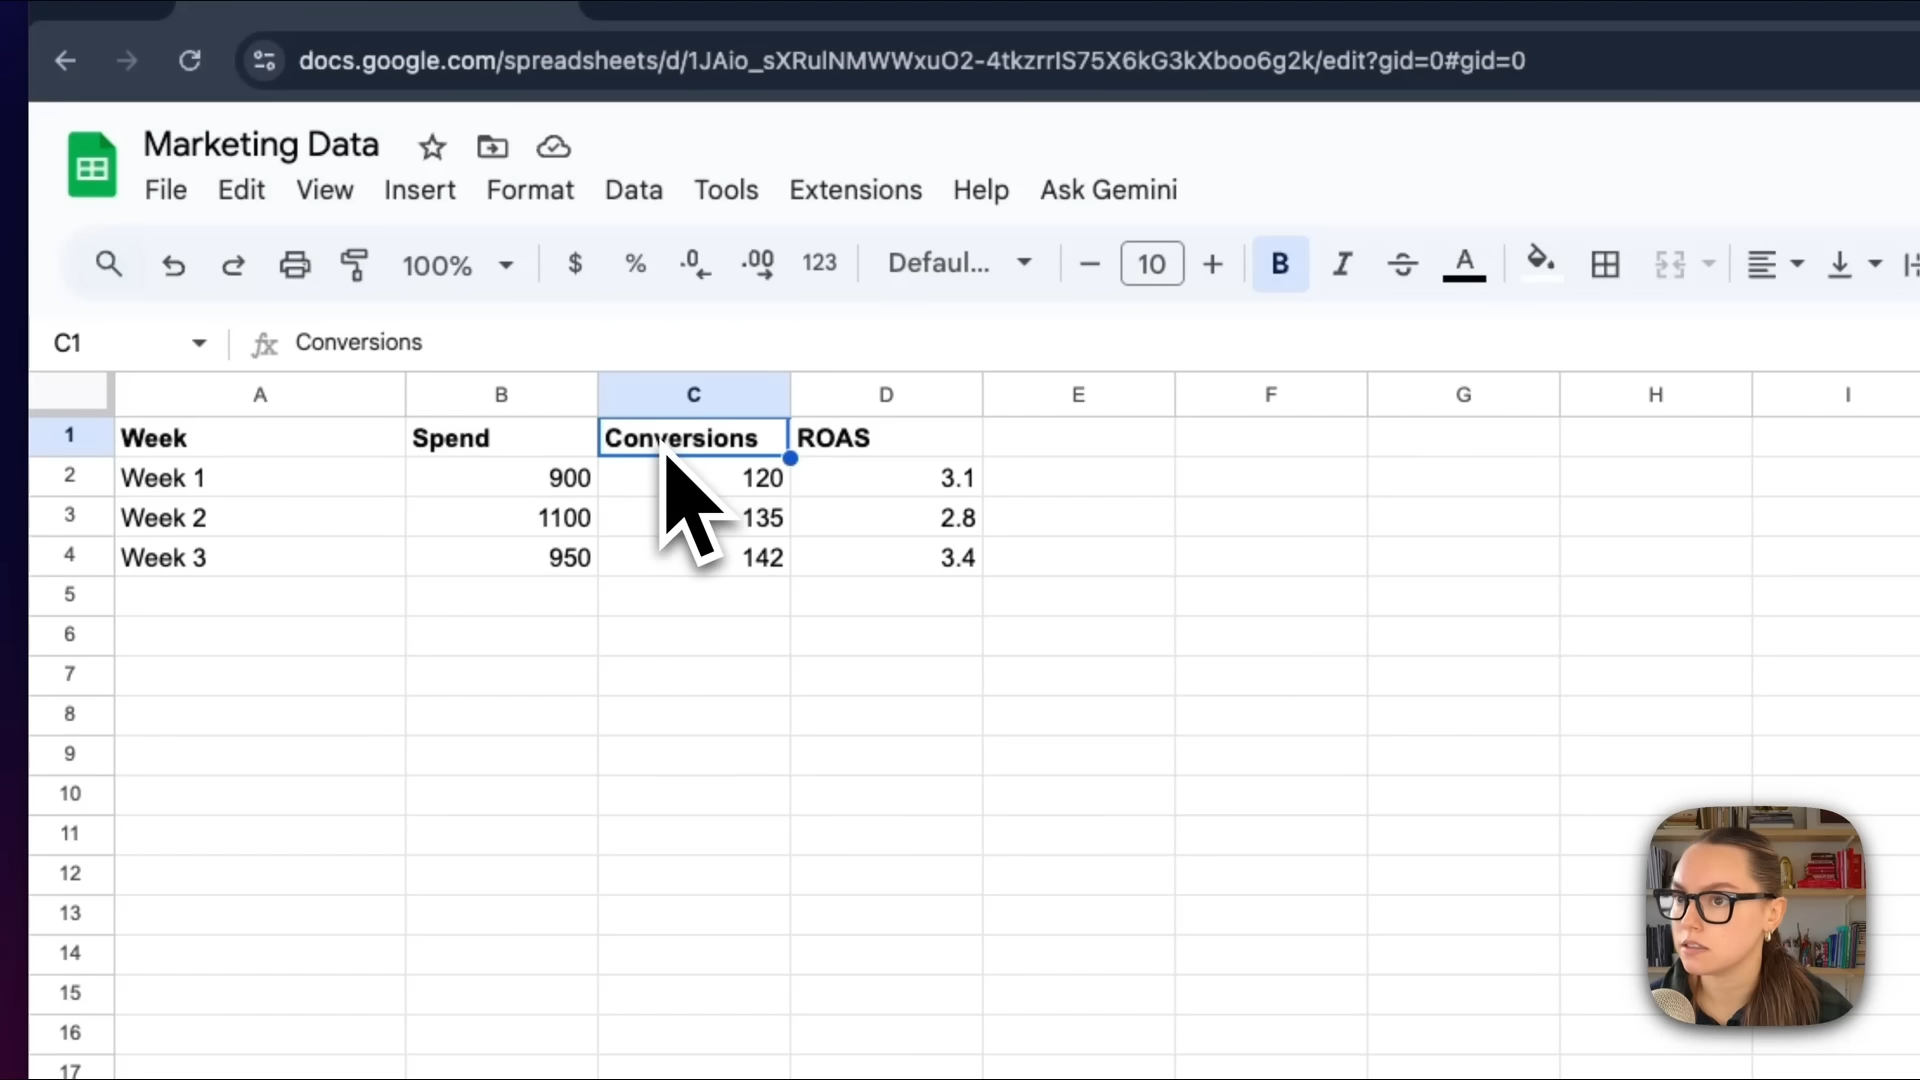 docs.google.com/spreadsheets/d/1JAio_sXRulNMWWxuO2-4tkzrrIS75X6kG3kXboo6g2k/edit?gid=0#gid=0
Marketing Data
File Edit View Insert Format Data Tools Extensions Help Ask Gemini
100% $ % .0 .00 123 Defaul... 10 B I A
C1 Conversions
A B C D E F G H I
1 Week Spend Conversions ROAS
2 Week 1 900 120 3.1
3 Week 2 1100 135 2.8
4 Week 3 950 142 3.4
5
6
7
8
9
10
11
12
13
14
15
16
17